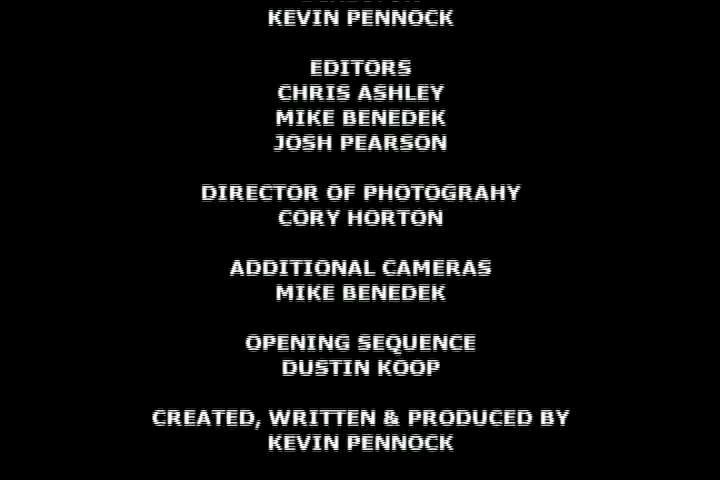 KEVIN PENNOCK
EDITORS
CHRIS ASHLEY
MIKE BENEDEK
JOSH PEARSON
DIRECTOR OF PHOTOGRAHY
CORY HORTON
ADDITIONAL CAMERAS
MIKE BENEDEK
OPENING SEQUENCE
DUSTIN KOOP
CREATED, WRITTEN & PRODUCED BY
KEVIN PENNOCK